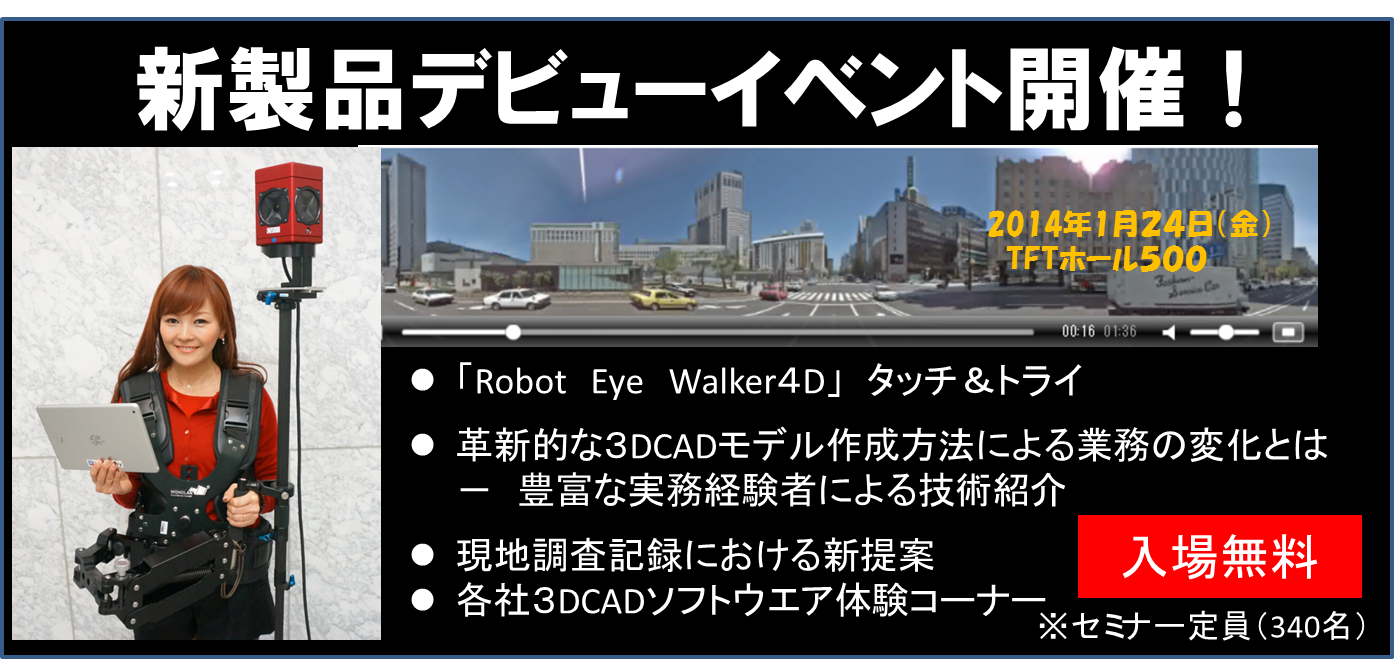 新製品デビューイベント開催！
2014年1月24日（金）
TFTホール500
00:16 01:36
●「Robot Eye Walker４D」 タッチ＆トライ
● 革新的な３DCADモデル作成方法による業務の変化とは
－ 豊富な実務経験者による技術紹介
● 現地調査記録における新提案
● 各社３DCADソフトウエア体験コーナー
入場無料
※セミナー定員（340名）